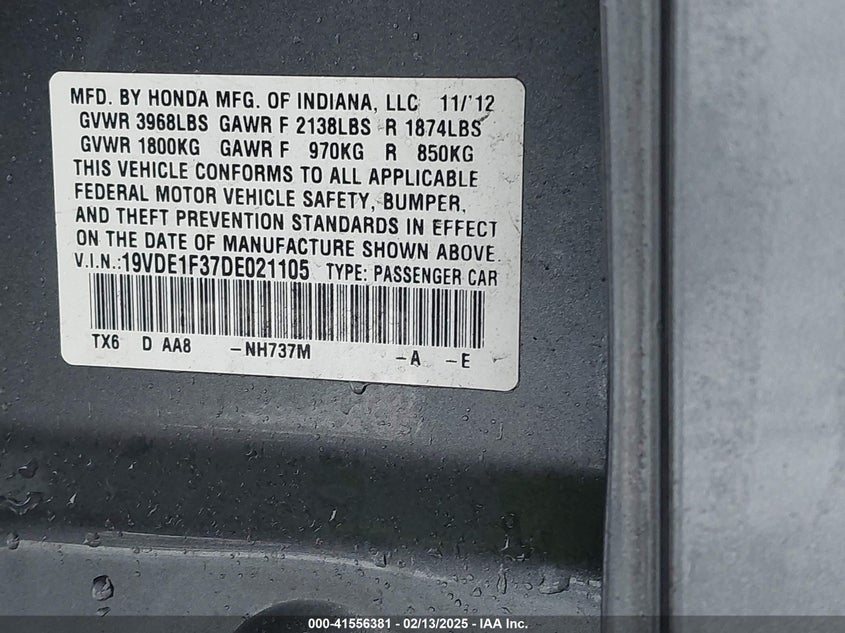 MFD. BY HONDA MFG. OF INDIANA, LLC 11/'12
GVWR 3968LBS GAWR F 2138LBS R 1874LBS
GVWR 1800KG GAWR F 970KG R 850KG
THIS VEHICLE CONFORMS TO ALL APPLICABLE
FEDERAL MOTOR VEHICLE SAFETY, BUMPER,
AND THEFT PREVENTION STANDARDS IN EFFECT
ON THE DATE OF MANUFACTURE SHOWN ABOVE.
V.I.N.:19VDE1F37DE021105 TYPE: PASSENGER CAR
TX6 D AA8 -NH737M -A -E
000-41556381 - 02/13/2025 - IAA Inc.